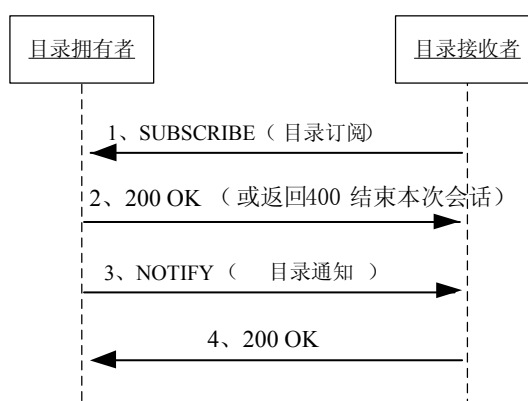 目录拥有者
目录接收者
1、SUBSCRIBE（目录订阅）
2、200 OK （或返回400 结束本次会话）
3、NOTIFY（ 目录通知 ）
4、200 OK